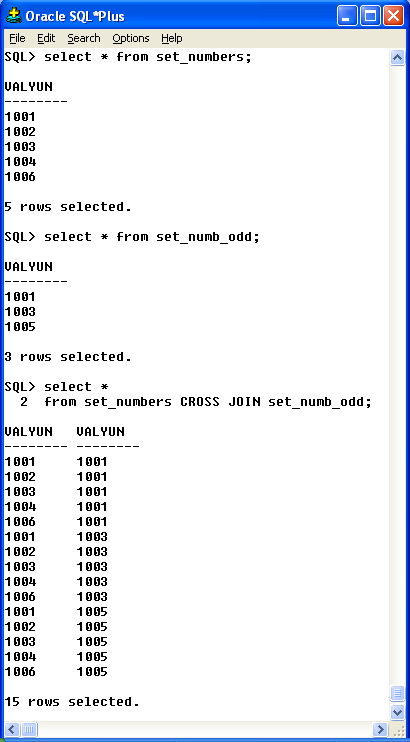 Oracle SQL*Plus
File Edit Search Options Help
SQL> select * from set_numbers;
VALYUN
--------
1001
1002
1003
1004
1006
5 rows selected.
SQL> select * from set_numb_odd;
VALYUN
--------
1001
1003
1005
3 rows selected.
SQL> select *
2 from set_numbers CROSS JOIN set_numb_odd;
VALYUN VALYUN
-------- --------
1001 1001
1002 1001
1003 1001
1004 1001
1006 1001
1001 1003
1002 1003
1003 1003
1004 1003
1006 1003
1001 1005
1002 1005
1003 1005
1004 1005
1006 1005
15 rows selected.